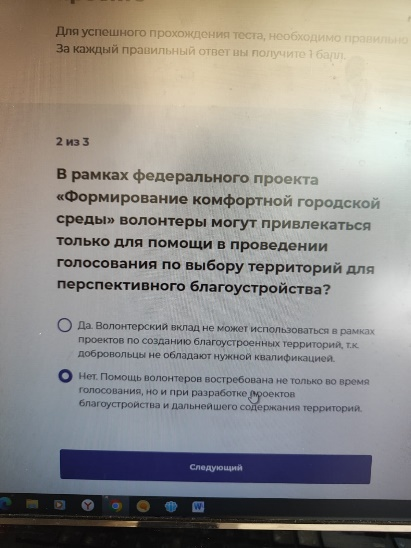 Для успешного прохождения теста, необходимо правильно
За каждый правильный ответ вы получите 1 балл.
2 из 3
В рамках федерального проекта
«Формирование комфортной городской
среды» волонтеры могут привлекаться
только для помощи в проведении
голосования по выбору территорий для
перспективного благоустройства?
Да. Волонтерский вклад не может использоваться в рамках
проектов по созданию благоустроенных территорий, т.к.
добровольцы не обладают нужной квалификацией.
Нет. Помощь волонтеров востребована не только во время
голосования, но и при разработке проектов
благоустройства и дальнейшего содержания территорий.
Следующий